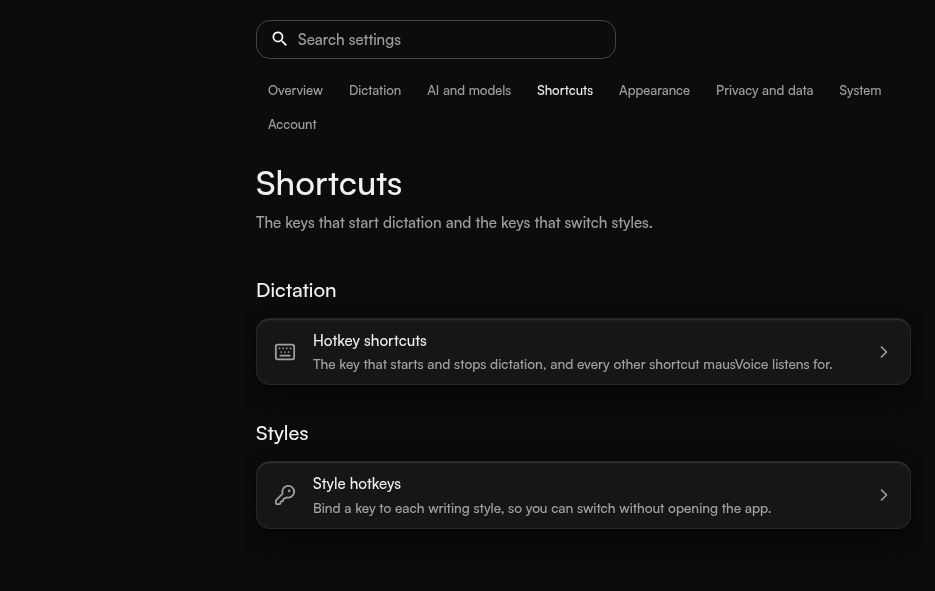 Search settings
Overview Dictation AI and models Shortcuts Appearance Privacy and data System
Account
Shortcuts
The keys that start dictation and the keys that switch styles.
Dictation
Hotkey shortcuts
The key that starts and stops dictation, and every other shortcut mausVoice listens for.
Styles
Style hotkeys
Bind a key to each writing style, so you can switch without opening the app.